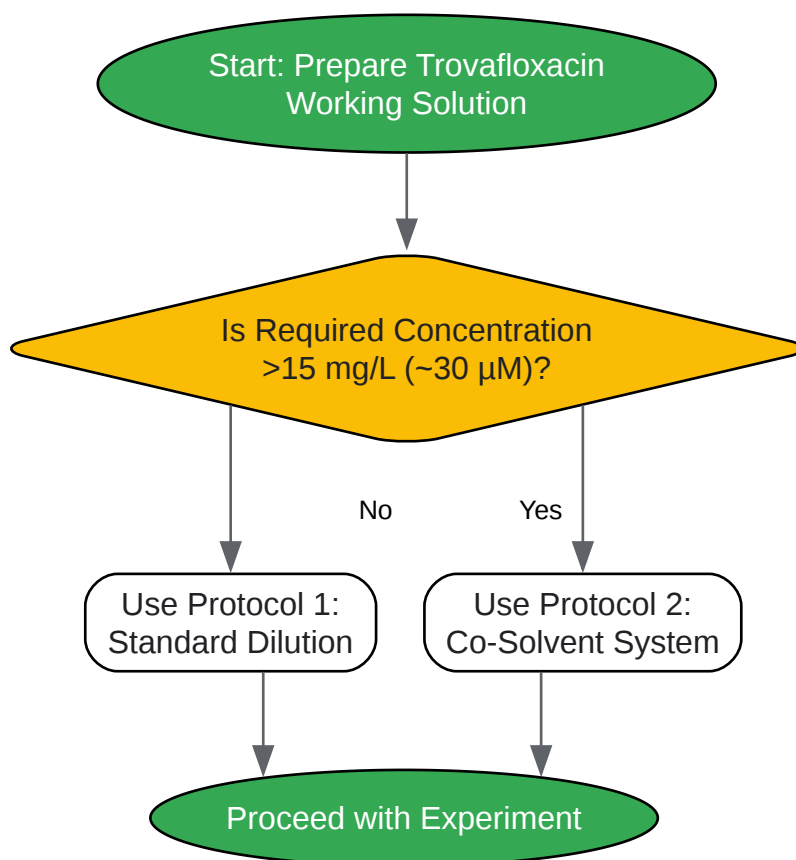 Start: Prepare Trovafloxacin
Working Solution
Is Required Concentration
>15 mg/L (~30 µM)?
No
Yes
Use Protocol 1:
Standard Dilution
Use Protocol 2:
Co-Solvent System
Proceed with Experiment